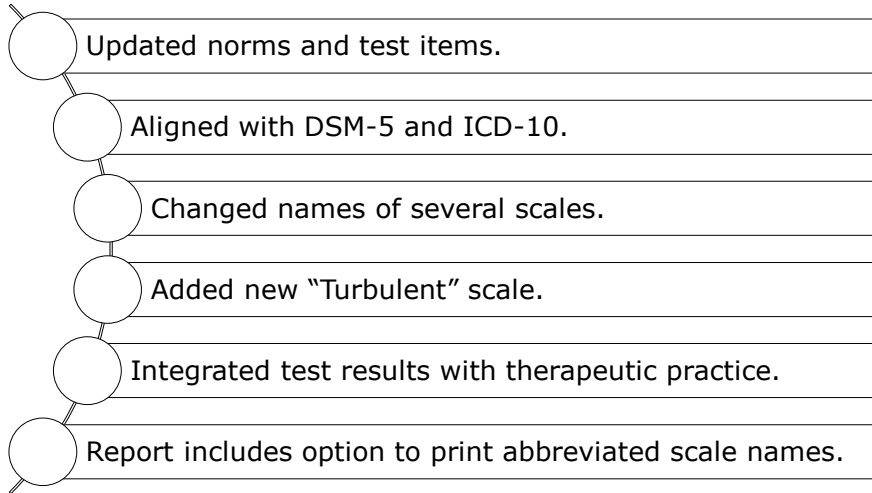 Updated norms and test items.
Aligned with DSM-5 and ICD-10.
Changed names of several scales.
Added new “Turbulent” scale.
Integrated test results with therapeutic practice.
Report includes option to print abbreviated scale names.